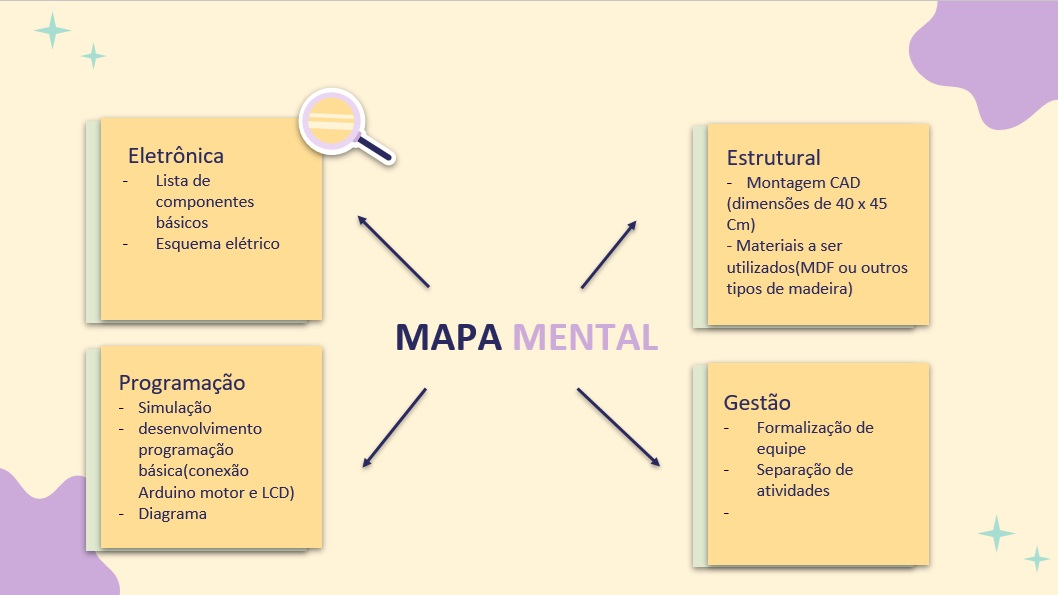 Eletrônica
- Lista de
componentes
básicos
- Esquema elétrico
Estrutural
- Montagem CAD
(dimensões de 40 x 45
Cm)
- Materiais a ser
utilizados(MDF ou outros
tipos de madeira)
MAPA MENTAL
Programação
- Simulação
- desenvolvimento
programação
básica(conexão
Arduino motor e LCD)
- Diagrama
Gestão
- Formalização de
equipe
- Separação de
atividades
-